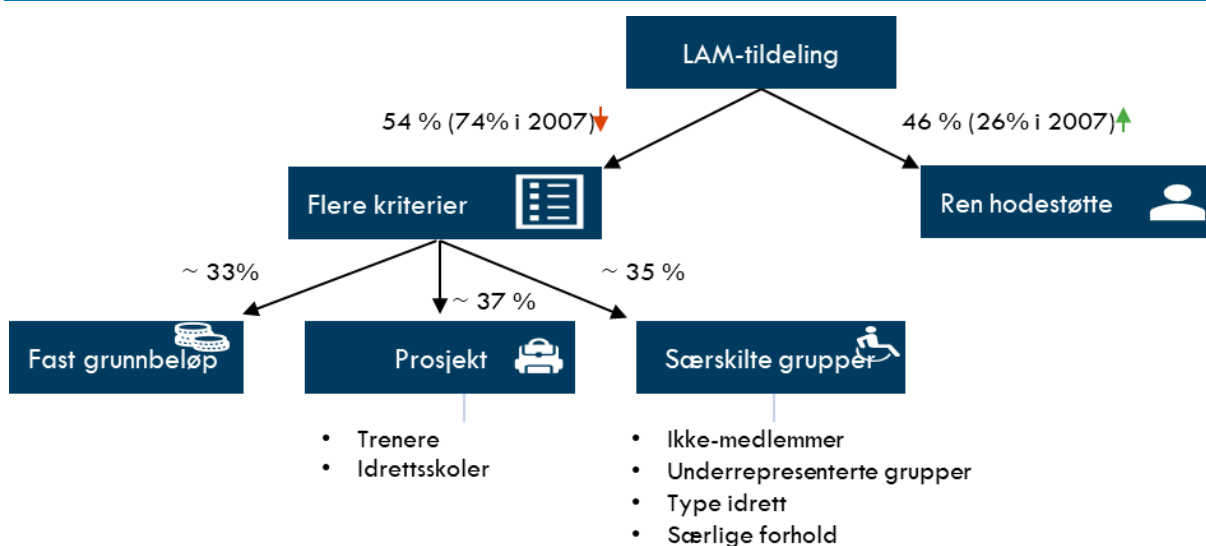 LAM-tildeling
54 % (74% i 2007)
46 % (26% i 2007)
Flere kriterier
Ren hodestøtte
~ 33%
~ 37 %
~ 35 %
Fast grunnbeløp
Prosjekt
Særskilte grupper
• Trenere
• Idrettsskoler
• Ikke-medlemmer
• Underrepresenterte grupper
• Type idrett
• Særlige forhold